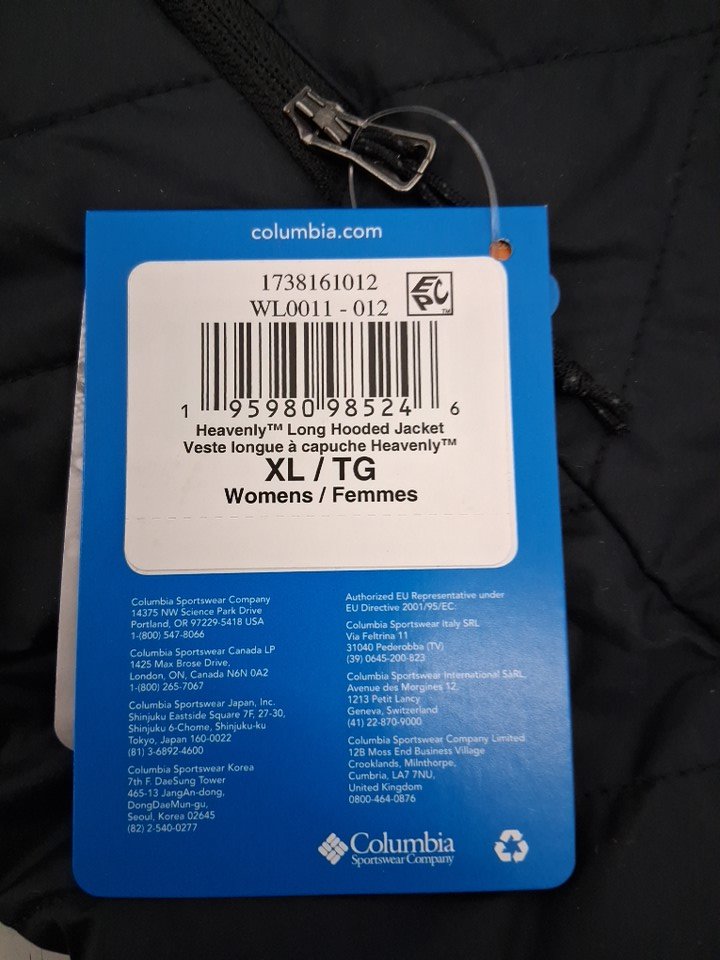 columbia.com
1738161012
WL0011 - 012
EPC™
1 95980 98524 6
Heavenly™ Long Hooded Jacket
Veste longue à capuche Heavenly™
XL / TG
Womens / Femmes
Columbia Sportswear Company
14375 NW Science Park Drive
Portland, OR 97229-5418 USA
1-(800) 547-8066
Columbia Sportswear Canada LP
1425 Max Brose Drive,
London, ON, Canada N6N 0A2
1-(800) 265-7067
Columbia Sportswear Japan, Inc.
Shinjuku Eastside Square 7F, 27-30,
Shinjuku 6-Chome, Shinjuku-ku
Tokyo, Japan 160-0022
(81) 3-6892-4600
Columbia Sportswear Korea
7th F. DaeSung Tower
465-13 JangAn-dong,
DongDaeMun-gu,
Seoul, Korea 02645
(82) 2-540-0277
Authorized EU Representative under
EU Directive 2001/95/EC:
Columbia Sportswear Italy SRL
Via Feltrina 11
31040 Pederobba (TV)
(39) 0645-200-823
Columbia Sportswear International SàRL
Avenue des Morgines 12,
1213 Petit Lancy
Geneva, Switzerland
(41) 22-870-9000
Columbia Sportswear Company Limited
12B Moss End Business Village
Crooklands, Milnthorpe,
Cumbria, LA7 7NU,
United Kingdom
0800-464-0876
Columbia
Sportswear Company